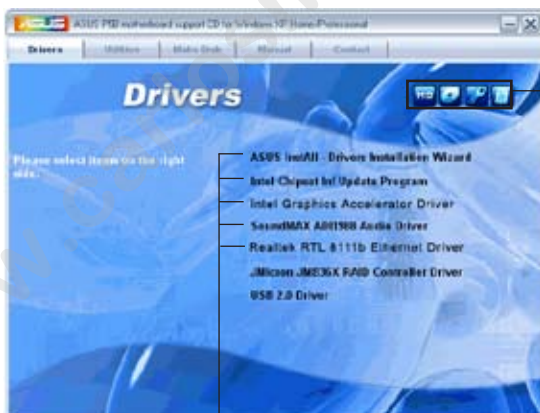 ASUS P5B motherboard support CD for Windows XP Home/Professional
Drivers Utilities Make Disk Manual Contact
Drivers
Please select items on the right
side.
ASUS InstAll - Drivers Installation Wizard
Intel Chipset Inf Update Program
Intel Graphics Accelerator Driver
SoundMAX Audio Driver
Realtek RTL 8111b Ethernet Driver
JMicron JMB36X RAID Controller Driver
USB 2.0 Driver